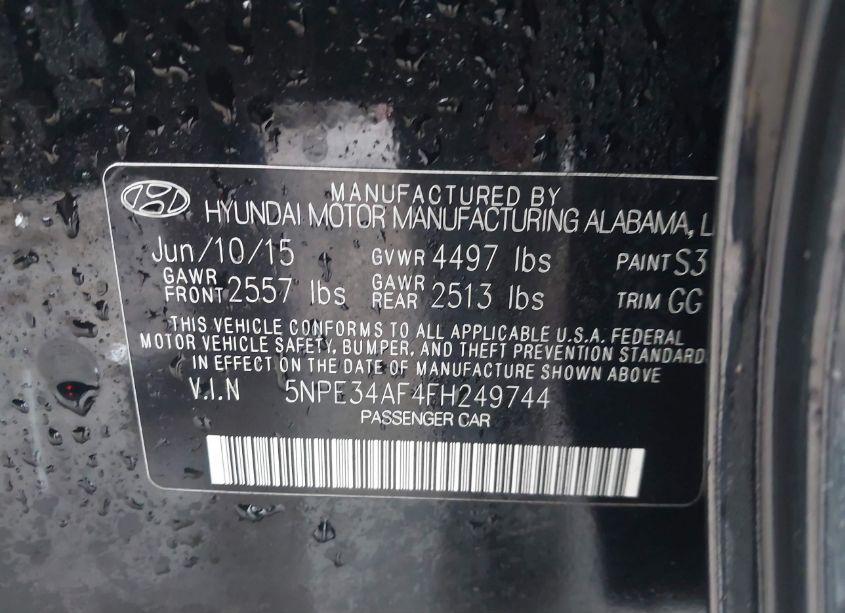 MANUFACTURED BY
HYUNDAI MOTOR MANUFACTURING ALABAMA, L
Jun/10/15 GVWR 4497 lbs PAINT S3
GAWR FRONT 2557 lbs GAWR REAR 2513 lbs TRIM GG
THIS VEHICLE CONFORMS TO ALL APPLICABLE U.S.A. FEDERAL
MOTOR VEHICLE SAFETY, BUMPER, AND THEFT PREVENTION STANDARD
IN EFFECT ON THE DATE OF MANUFACTURE SHOWN ABOVE
V.I.N 5NPE34AF4FH249744
PASSENGER CAR